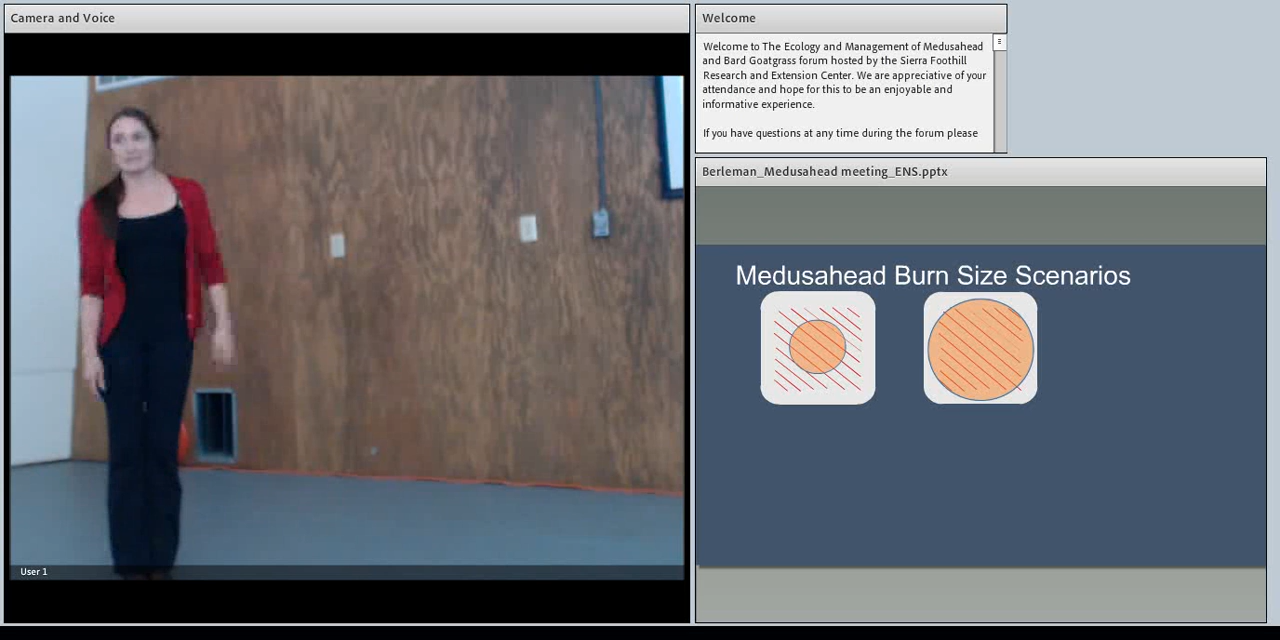 Camera and Voice
User 1
Welcome
Welcome to The Ecology and Management of Medusahead
and Bard Goatgrass forum hosted by the Sierra Foothill
Research and Extension Center. We are appreciative of your
attendance and hope for this to be an enjoyable and
informative experience.
If you have questions at any time during the forum please
Berleman_Medusahead meeting_ENS.pptx
Medusahead Burn Size Scenarios